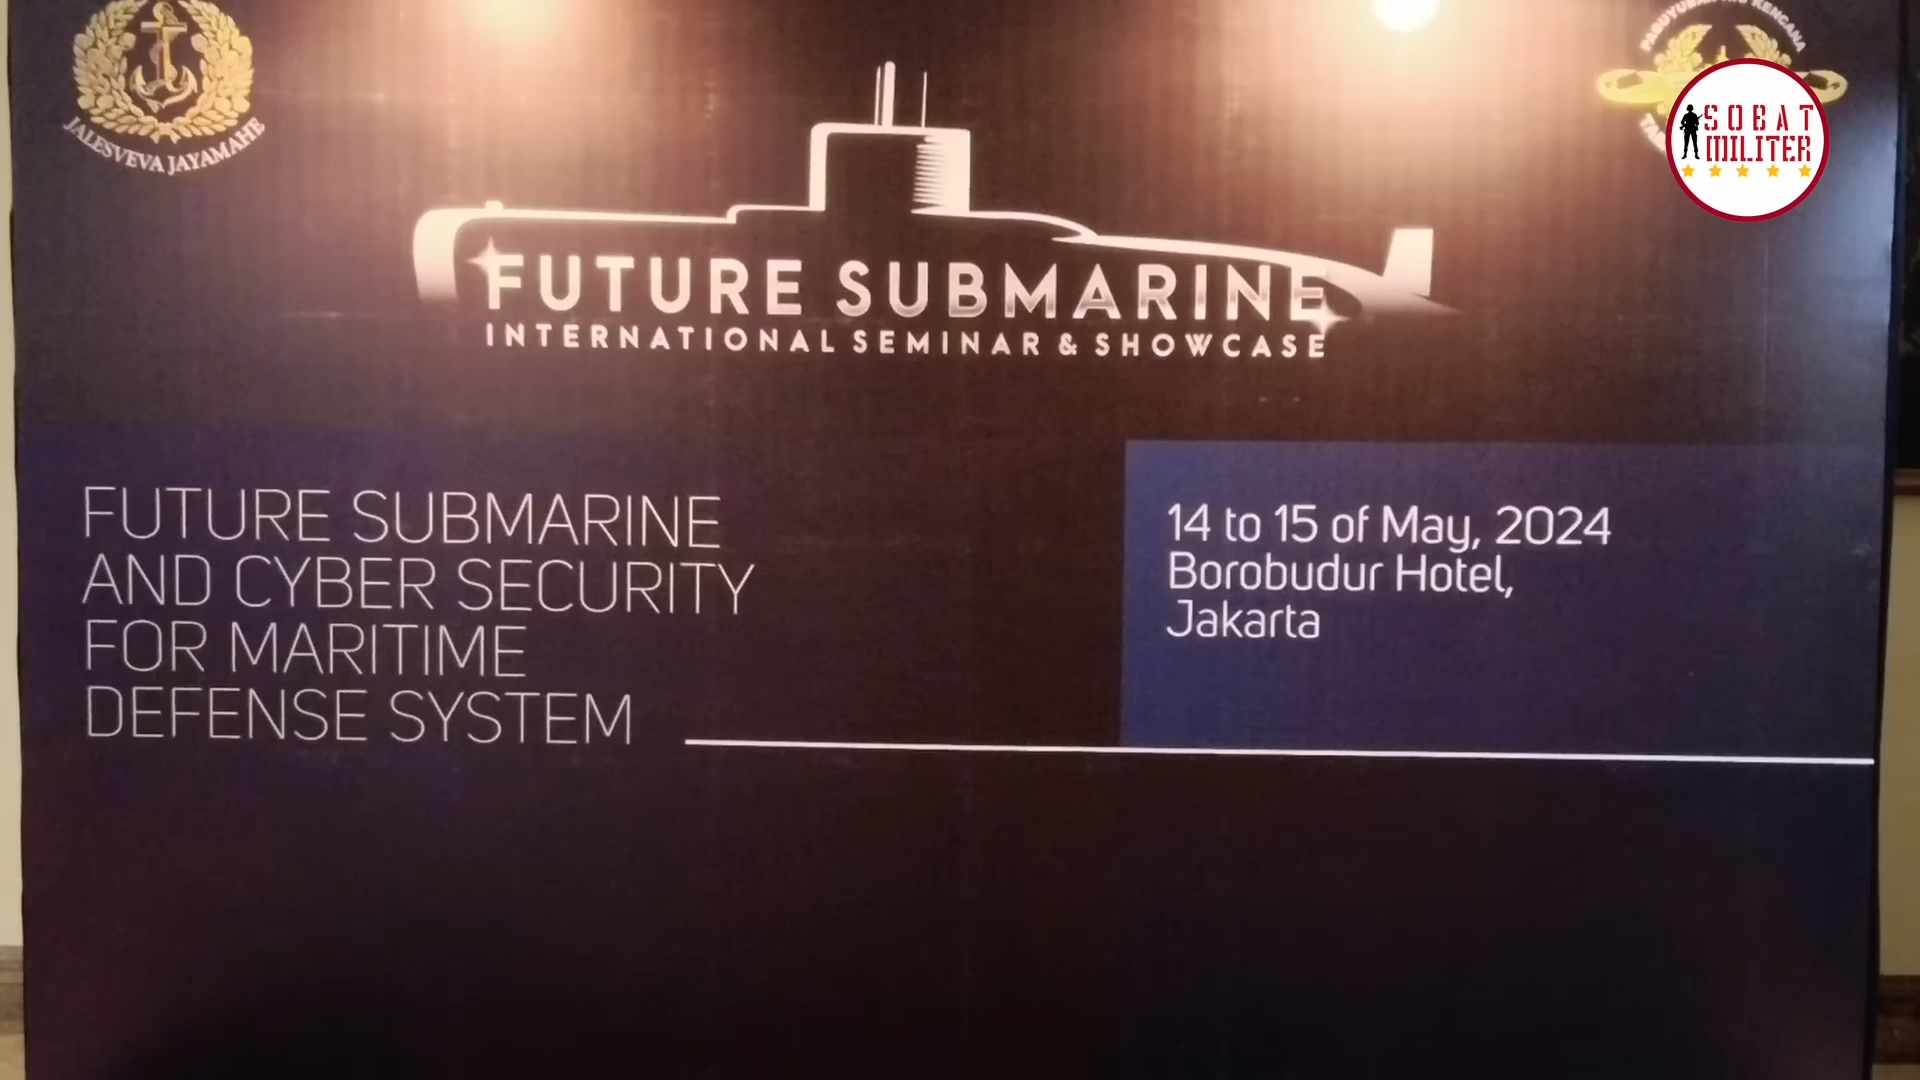 JALESVEVA JAYAMAHE
KENCANA
SOBAT
MILITER
FUTURE SUBMARINE
INTERNATIONAL SEMINAR & SHOWCASE
FUTURE SUBMARINE
AND CYBER SECURITY
FOR MARITIME
DEFENSE SYSTEM
14 to 15 of May, 2024
Borobudur Hotel,
Jakarta